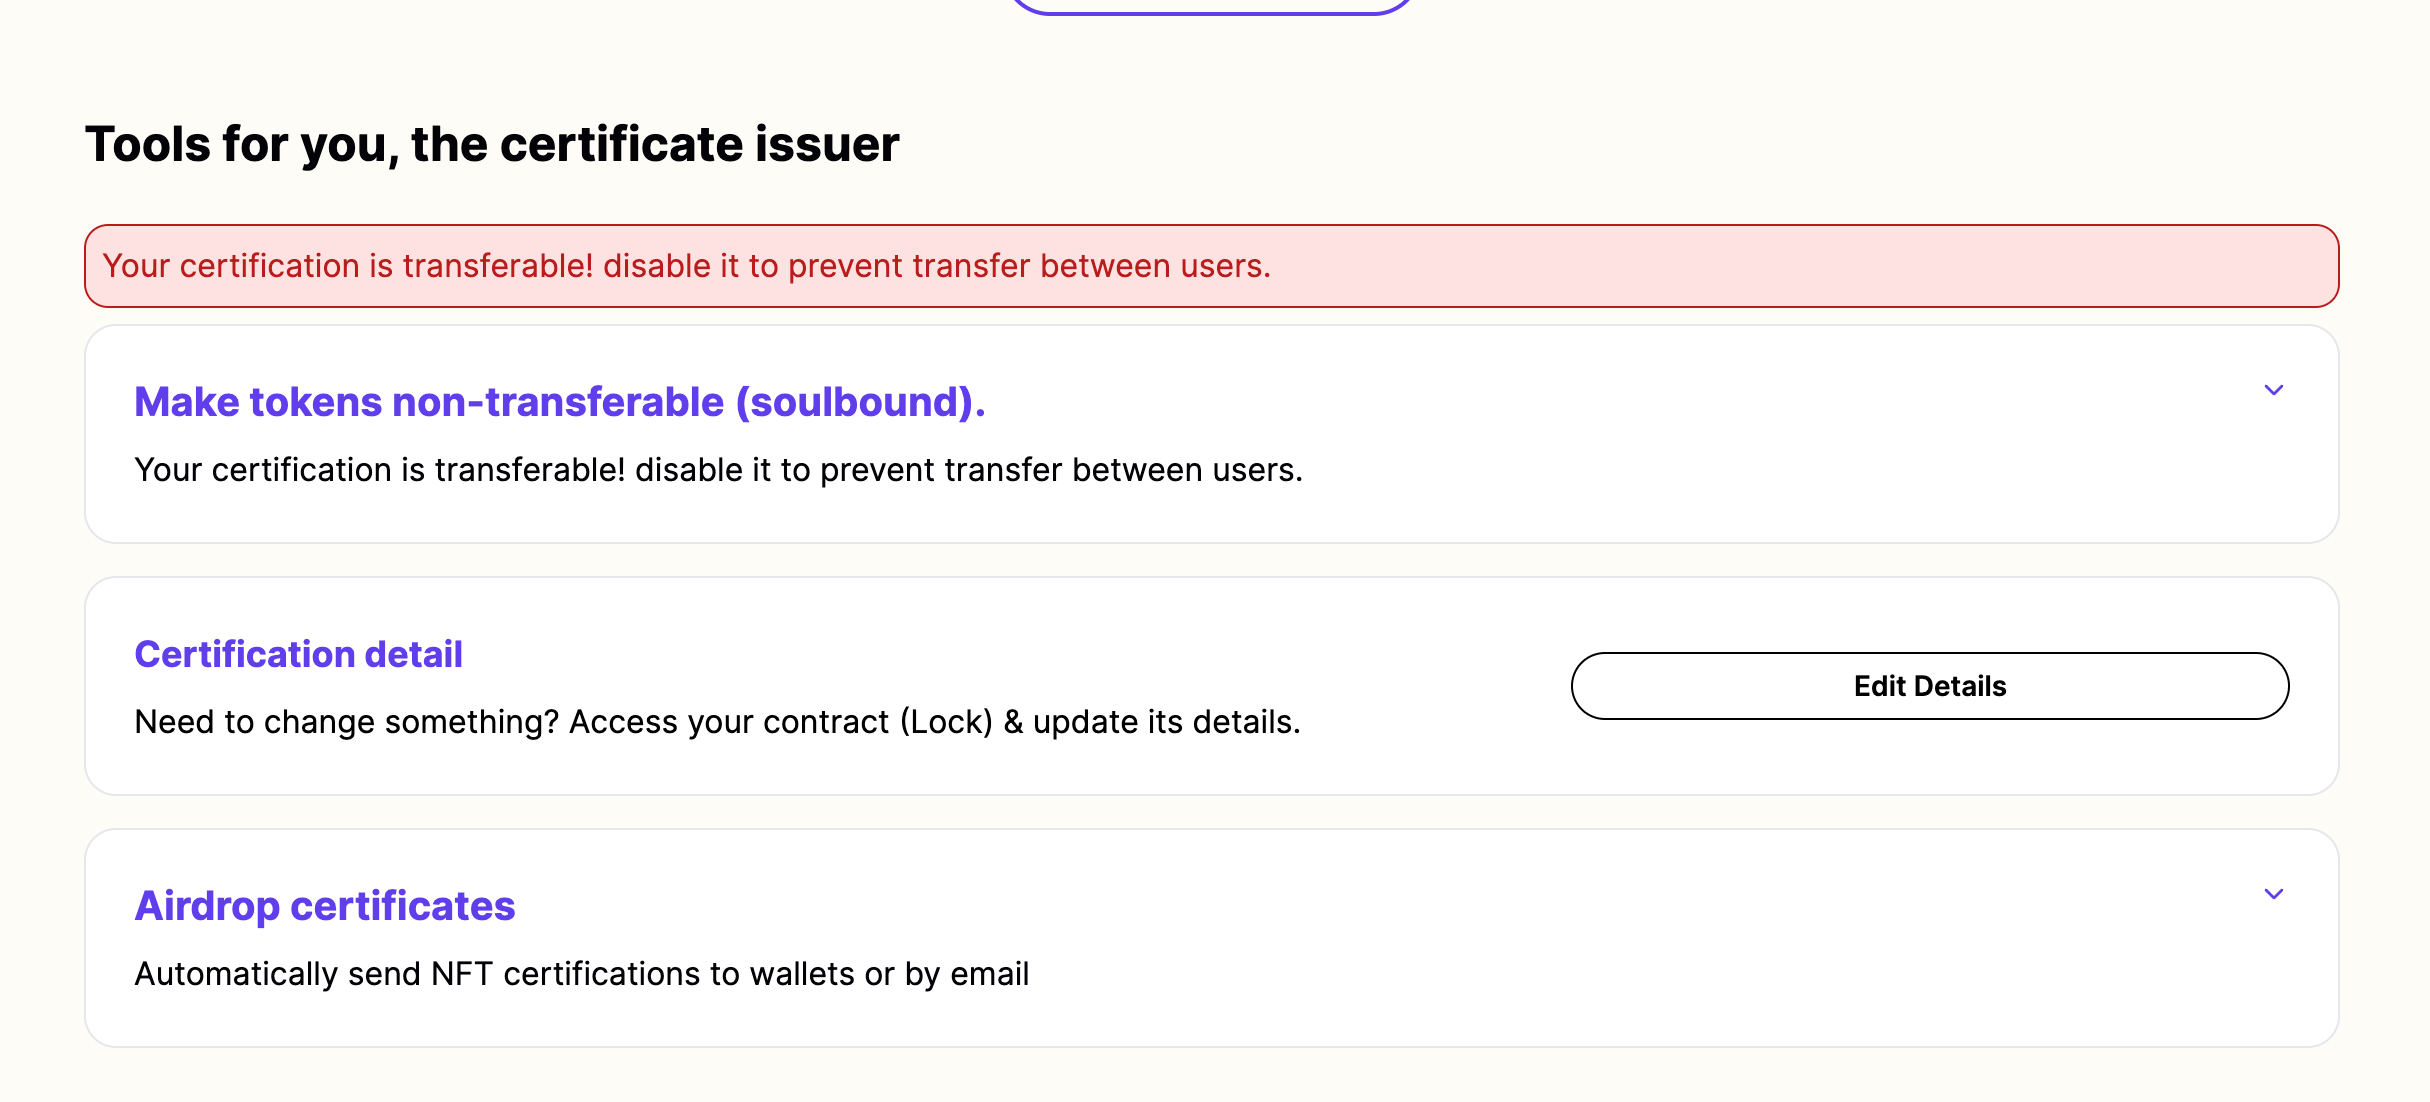 Tools for you, the certificate issuer
Your certification is transferable! disable it to prevent transfer between users.
Make tokens non-transferable (soulbound).
Your certification is transferable! disable it to prevent transfer between users.
Certification detail
Need to change something? Access your contract (Lock) & update its details.
Edit Details
Airdrop certificates
Automatically send NFT certifications to wallets or by email